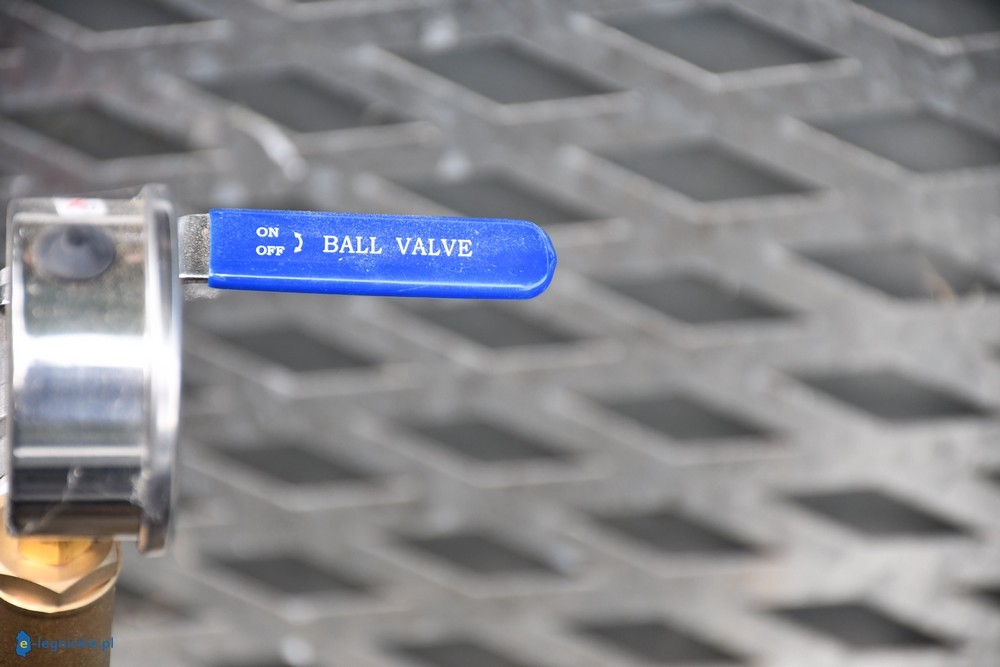 ON
OFF
BALL VALVE
e-legnickie.pl